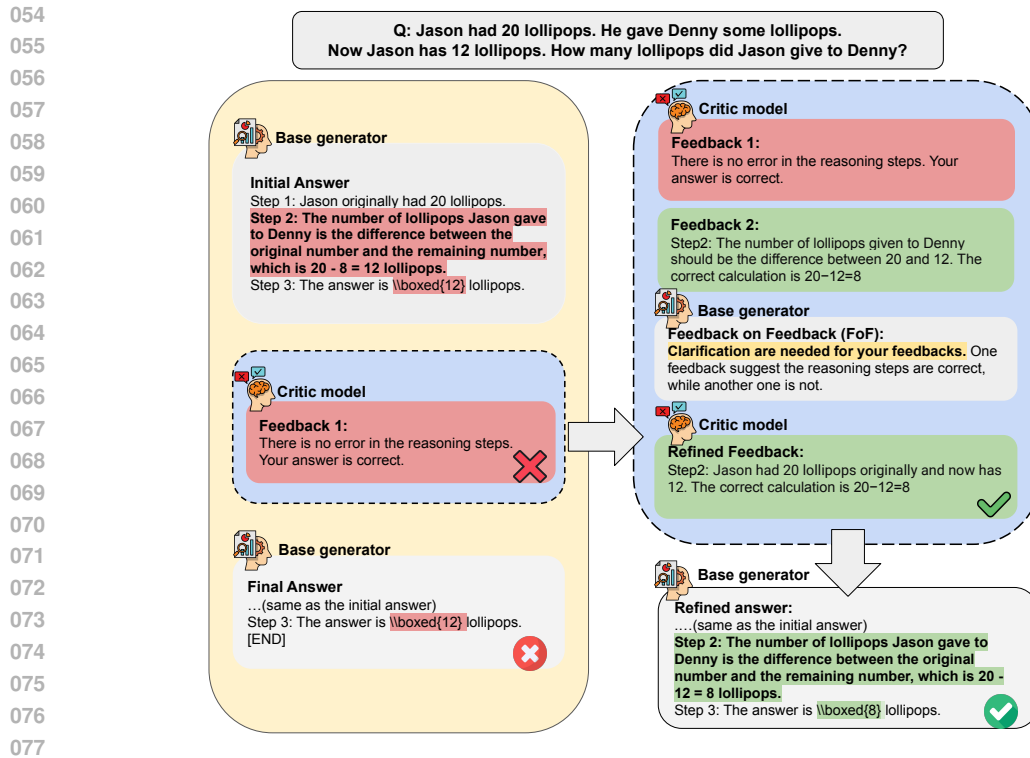 054
055
056
057
058
059
060
061
062
063
064
065
066
067
068
069
070
071
072
073
074
075
076
077
Q: Jason had 20 lollipops. He gave Denny some lollipops.
Now Jason has 12 lollipops. How many lollipops did Jason give to Denny?
Base generator
Initial Answer
Step 1: Jason originally had 20 lollipops.
Step 2: The number of lollipops Jason gave
to Denny is the difference between the
original number and the remaining number,
which is 20 - 8 = 12 lollipops.
Step 3: The answer is \\boxed{12} lollipops.
Critic model
Feedback 1:
There is no error in the reasoning steps.
Your answer is correct.
Base generator
Final Answer
…(same as the initial answer)
Step 3: The answer is \\boxed{12} lollipops.
[END]
Critic model
Feedback 1:
There is no error in the reasoning steps. Your
answer is correct.
Feedback 2:
Step2: The number of lollipops given to Denny
should be the difference between 20 and 12. The
correct calculation is 20−12=8
Base generator
Feedback on Feedback (FoF):
Clarification are needed for your feedbacks. One
feedback suggest the reasoning steps are correct,
while another one is not.
Critic model
Refined Feedback:
Step2: Jason had 20 lollipops originally and now has
12. The correct calculation is 20−12=8
Base generator
Refined answer:
….(same as the initial answer)
Step 2: The number of lollipops Jason gave to
Denny is the difference between the original
number and the remaining number, which is 20 -
12 = 8 lollipops.
Step 3: The answer is \\boxed{8} lollipops.